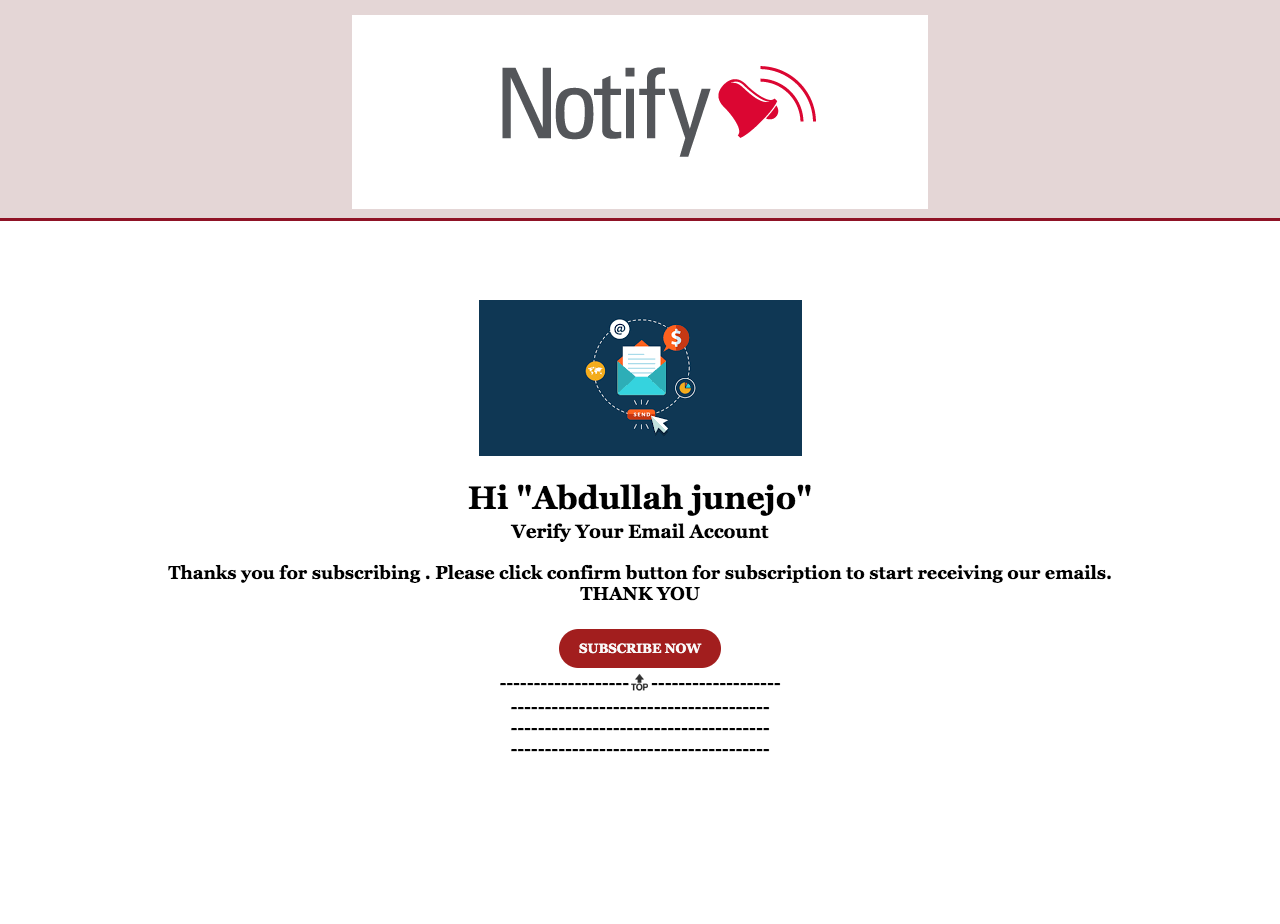 Notify
@
$
SEND
Hi "Abdullah junejo"
Verify Your Email Account
Thanks you for subscribing . Please click confirm button for subscription to start receiving our emails.
THANK YOU
SUBSCRIBE NOW
-------------------🔝-------------------
--------------------------------------
--------------------------------------
--------------------------------------